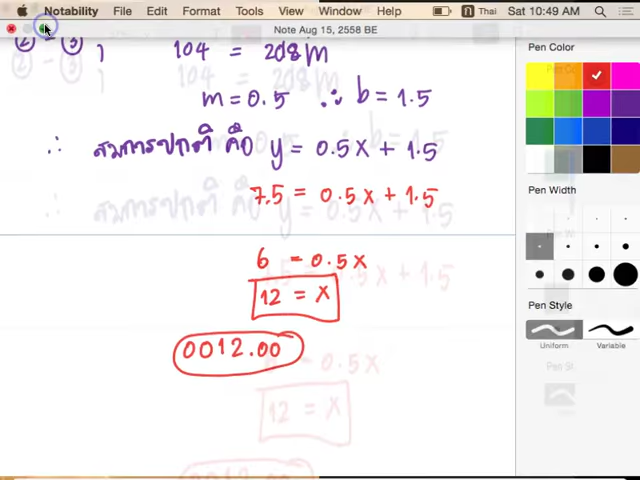 Notability File Edit Format Tools View Window Help Thai Sat 10:49 AM
Note Aug 15, 2558 BE
② - ③ ; 104 = 208m
m = 0.5 ∴ b = 1.5
∴ สมการปกติ คือ y = 0.5x + 1.5
7.5 = 0.5x + 1.5
6 = 0.5x
12 = x
0012.00
Pen Color
Pen Width
Pen Style
Uniform Variable